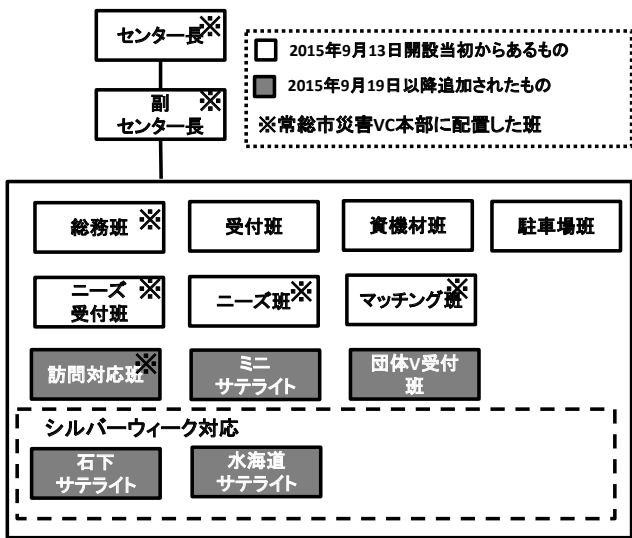 センター長※
副※
センター長
2015年9月13日開設当初からあるもの
2015年9月19日以降追加されたもの
※常総市災害VC本部に配置した班
総務班※
受付班
資機材班
駐車場班
ニーズ※
受付班
ニーズ班※
マッチング班※
訪問対応班※
ミニ
サテライト
団体V受付
班
シルバーウィーク対応
石下
サテライト
水海道
サテライト